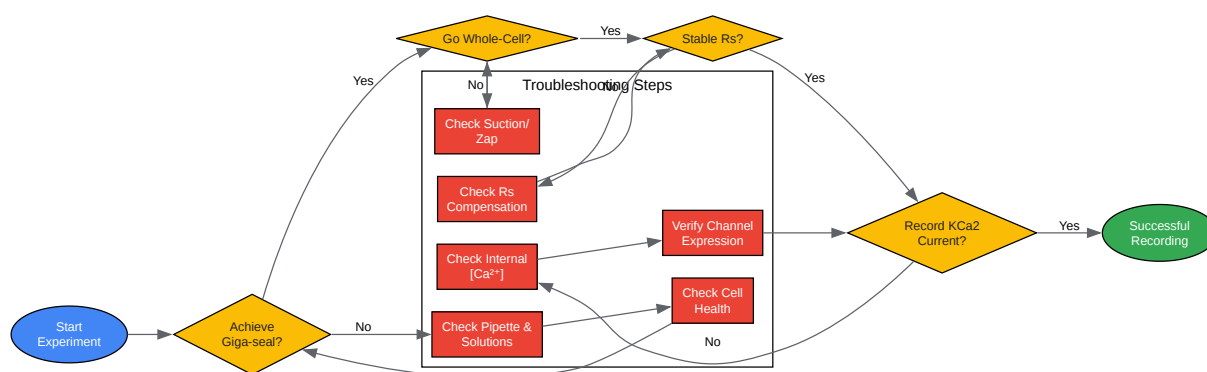 Go Whole-Cell?
Yes
Stable Rs?
Yes
Yes
No
Troubleshooting Steps
No
Check Suction/
Zap
Check Rs
Compensation
Verify Channel
Expression
Record KCa2
Current?
Yes
Successful
Recording
Check Internal
[Ca²⁺]
Check Cell
Health
Start
Experiment
Achieve
Giga-seal?
No
Check Pipette &
Solutions
No